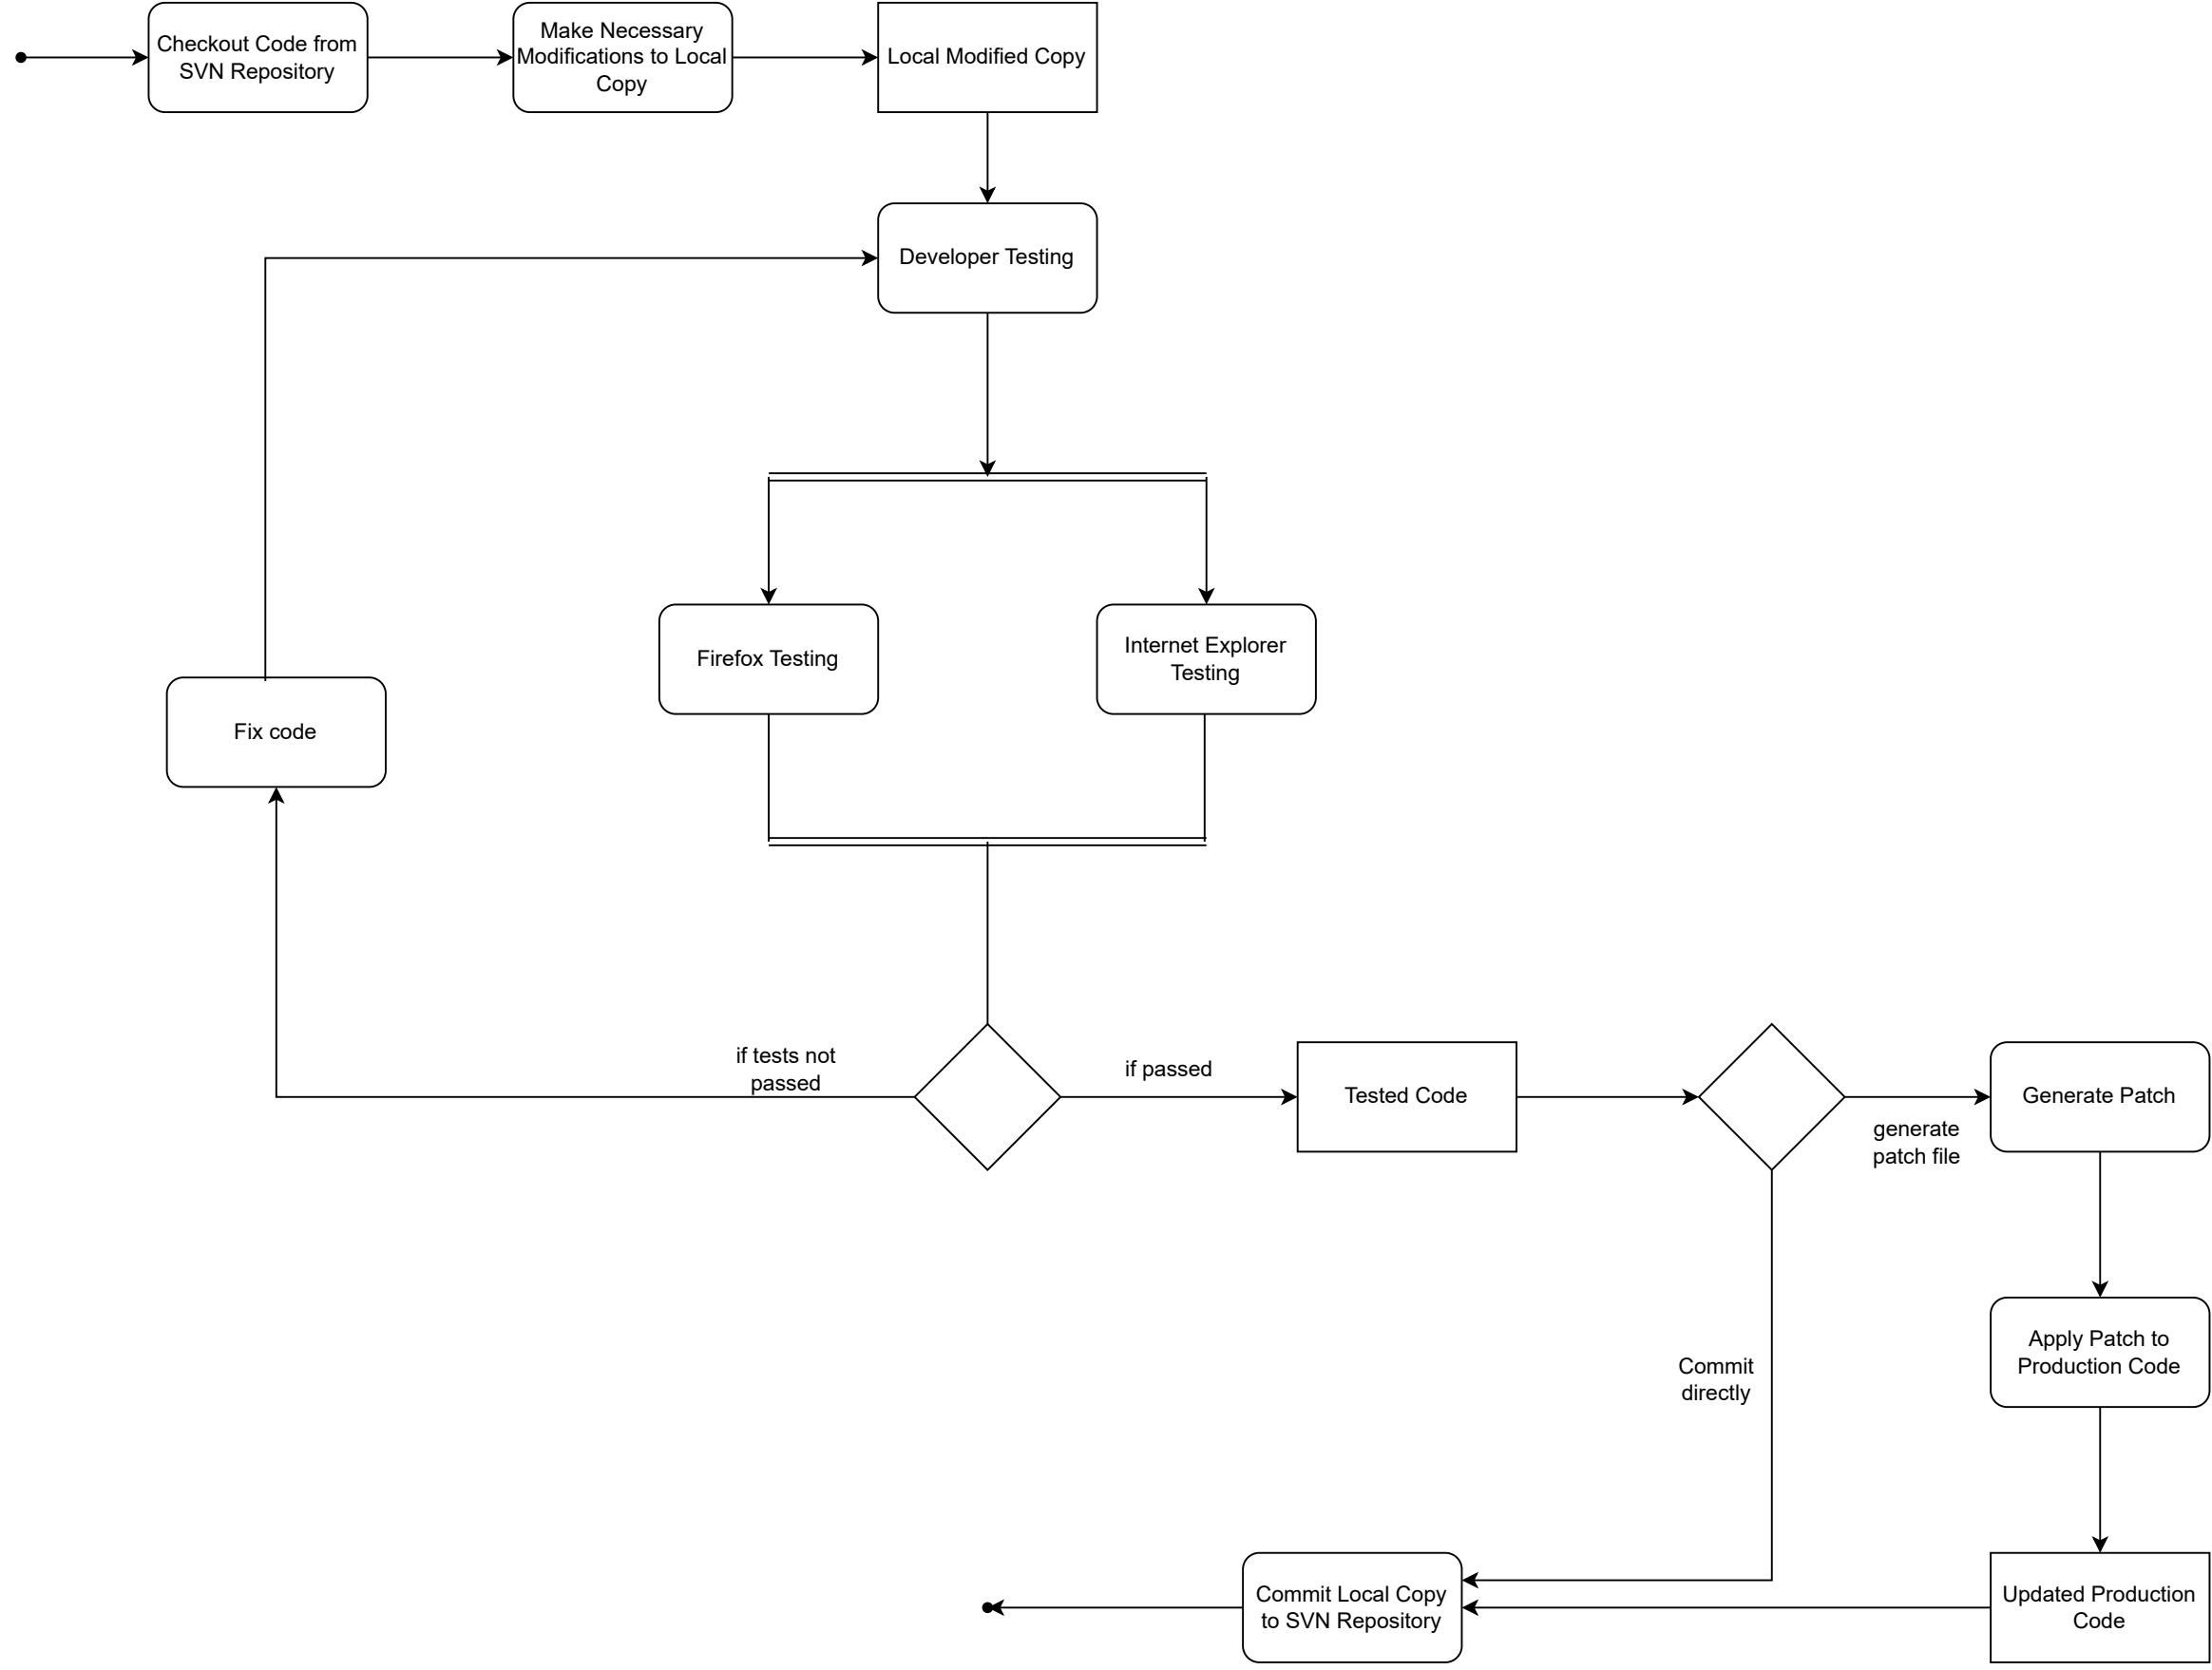 Checkout Code from
SVN Repository
Make Necessary
Modifications to Local
Copy
Local Modified Copy
Developer Testing
Firefox Testing
Internet Explorer
Testing
Fix code
if tests not
passed
if passed
Tested Code
generate
patch file
Generate Patch
Apply Patch to
Production Code
Commit
directly
Commit Local Copy
to SVN Repository
Updated Production
Code